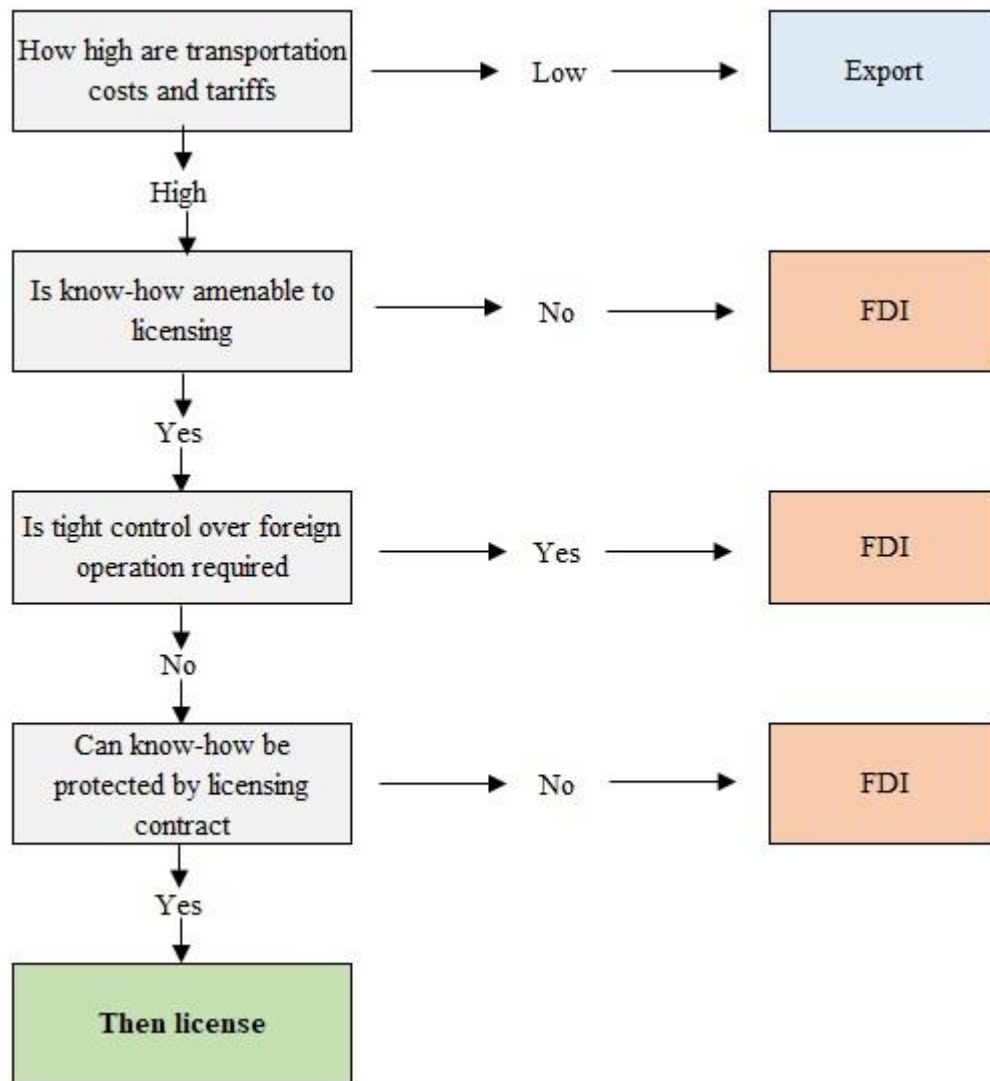 How high are transportation
costs and tariffs
Low
Export
High
Is know-how amenable to
licensing
No
FDI
Yes
Is tight control over foreign
operation required
Yes
FDI
No
Can know-how be
protected by licensing
contract
No
FDI
Yes
Then license